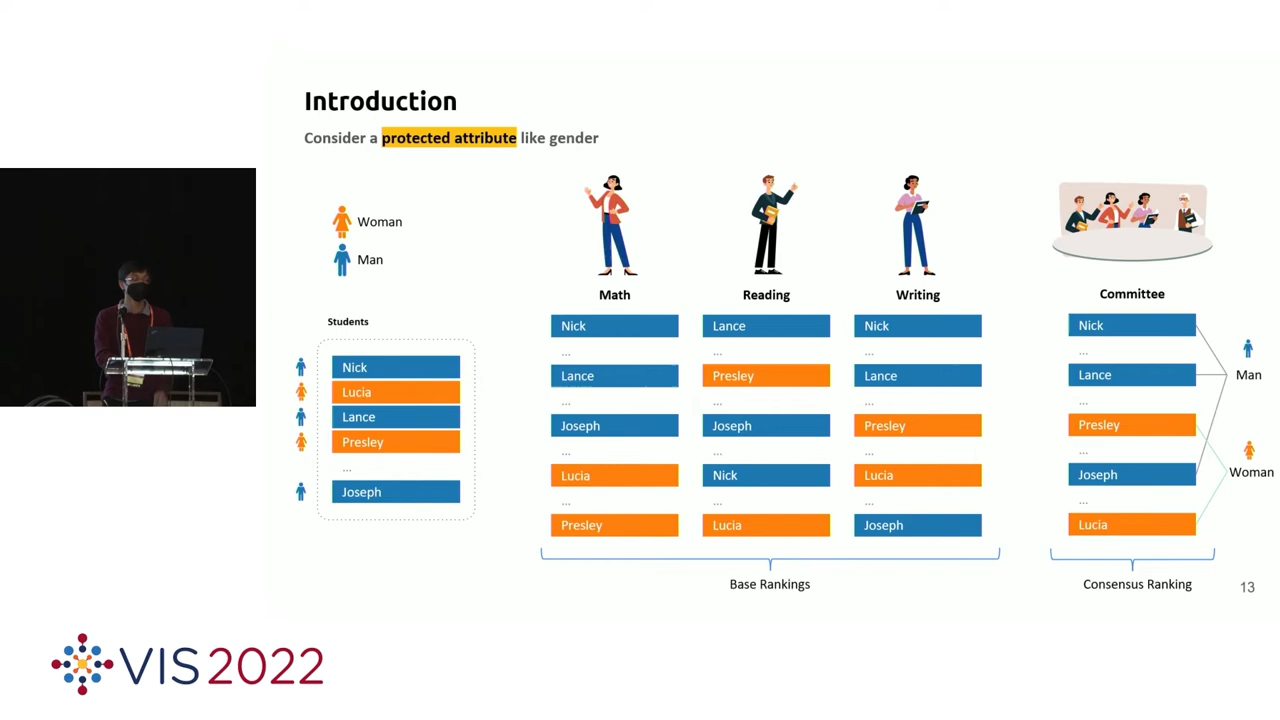 Introduction
Consider a protected attribute like gender
Woman
Man
Students
Nick
Lucia
Lance
Presley
...
Joseph
Math
Nick
...
Lance
...
Joseph
...
Lucia
...
Presley
Reading
Lance
...
Presley
...
Joseph
...
Nick
...
Lucia
Writing
Nick
...
Lance
...
Presley
...
Lucia
...
Joseph
Base Rankings
Committee
Nick
...
Lance
...
Presley
...
Joseph
...
Lucia
Consensus Ranking
Man
Woman
13
VIS2022